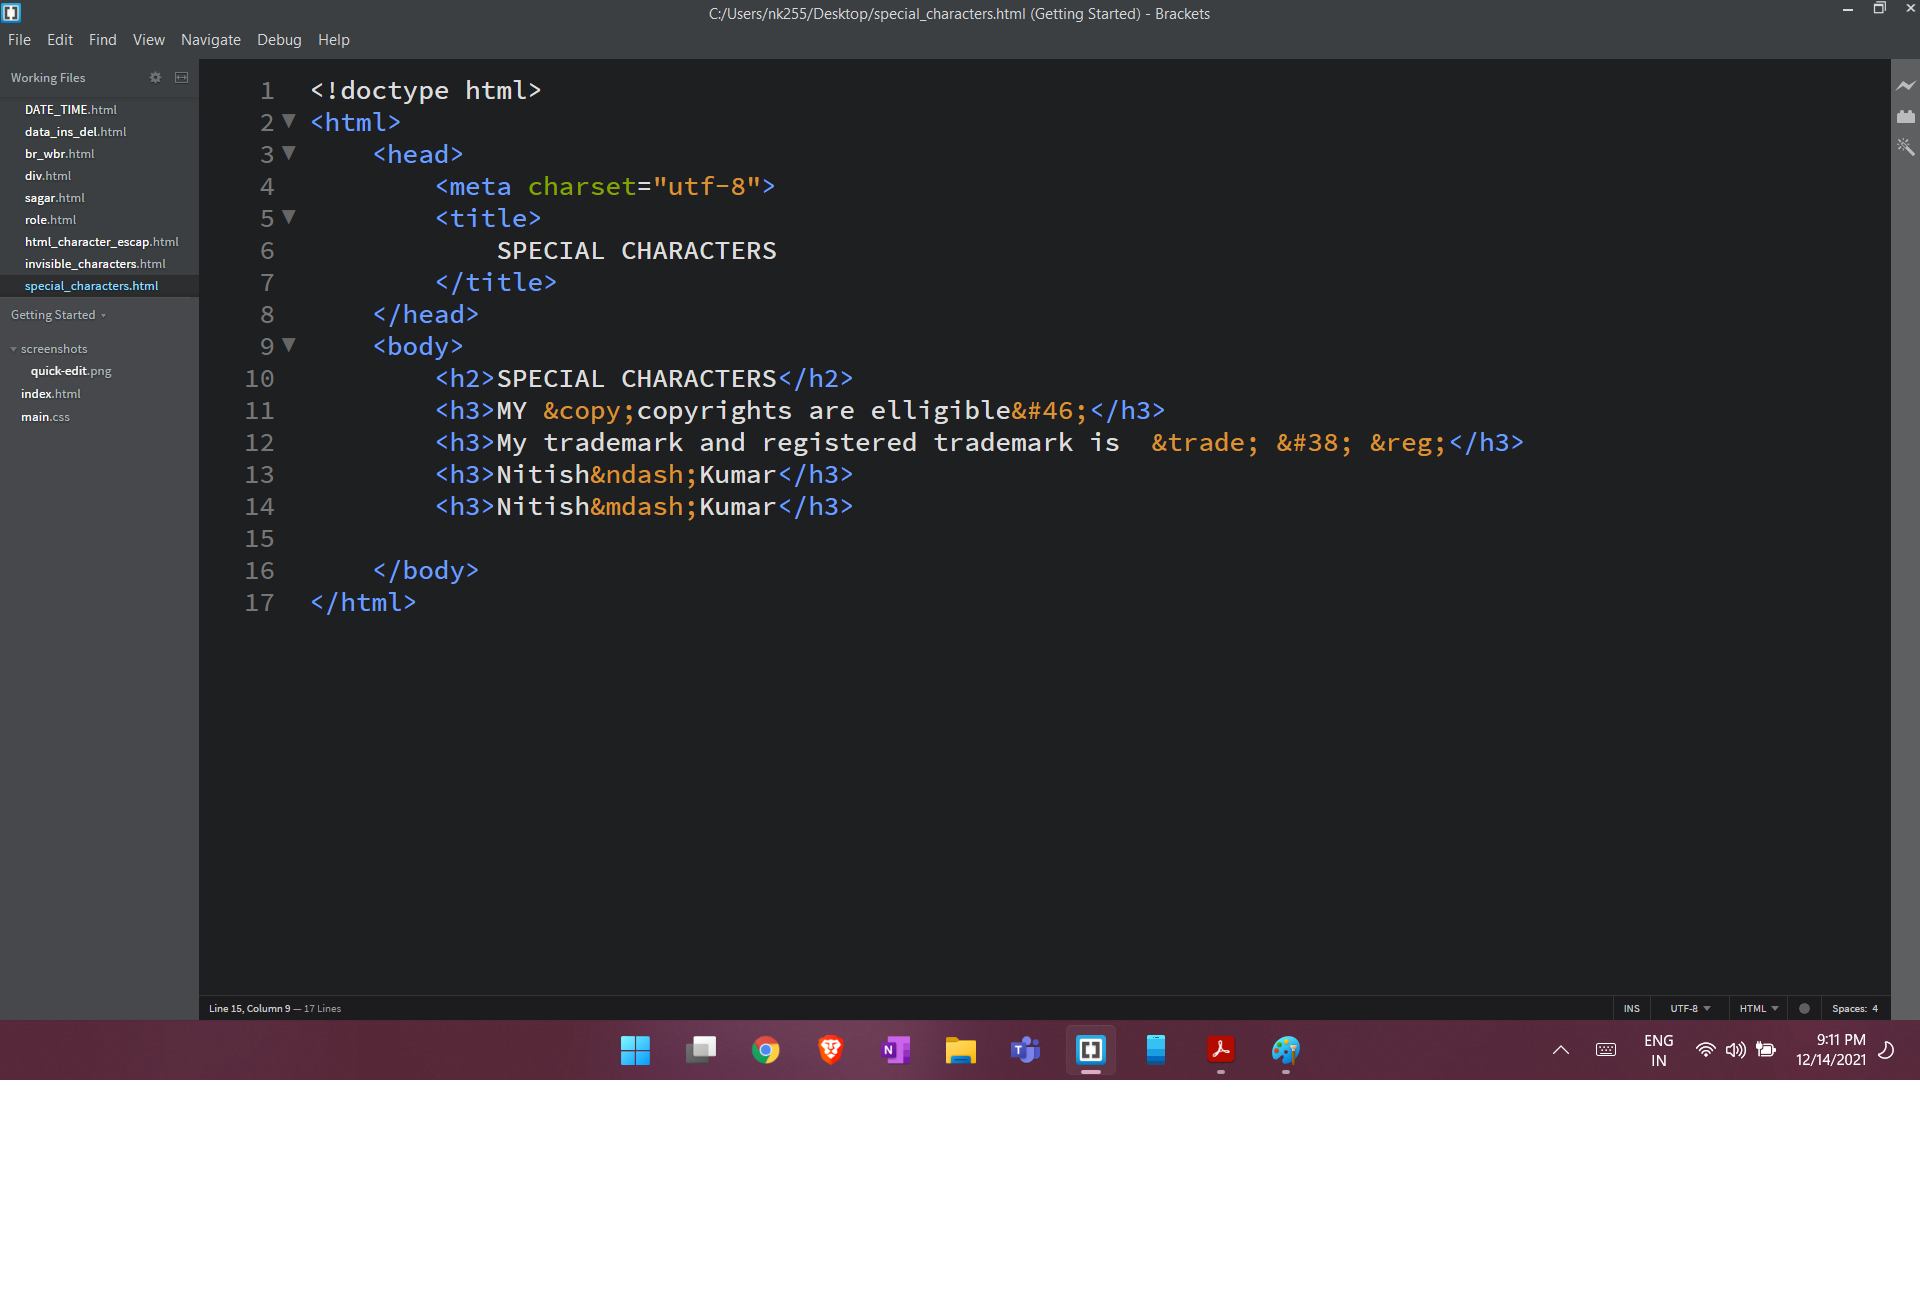 C:/Users/nk255/Desktop/special_characters.html (Getting Started) - Brackets
File Edit Find View Navigate Debug Help
Working Files
DATE_TIME.html
data_ins_del.html
br_wbr.html
div.html
sagar.html
role.html
html_character_escap.html
invisible_characters.html
special_characters.html
Getting Started
screenshots
quick-edit.png
index.html
main.css
1 <!doctype html>
2 <html>
3 <head>
4 <meta charset="utf-8">
5 <title>
6 SPECIAL CHARACTERS
7 </title>
8 </head>
9 <body>
10 <h2>SPECIAL CHARACTERS</h2>
11 <h3>MY &copy;copyrights are elligible&#46;</h3>
12 <h3>My trademark and registered trademark is  &trade; &#38; &reg;</h3>
13 <h3>Nitish&ndash;Kumar</h3>
14 <h3>Nitish&mdash;Kumar</h3>
15
16 </body>
17 </html>
Line 15, Column 9 — 17 Lines
INS UTF-8 HTML Spaces: 4
ENG
IN
9:11 PM
12/14/2021